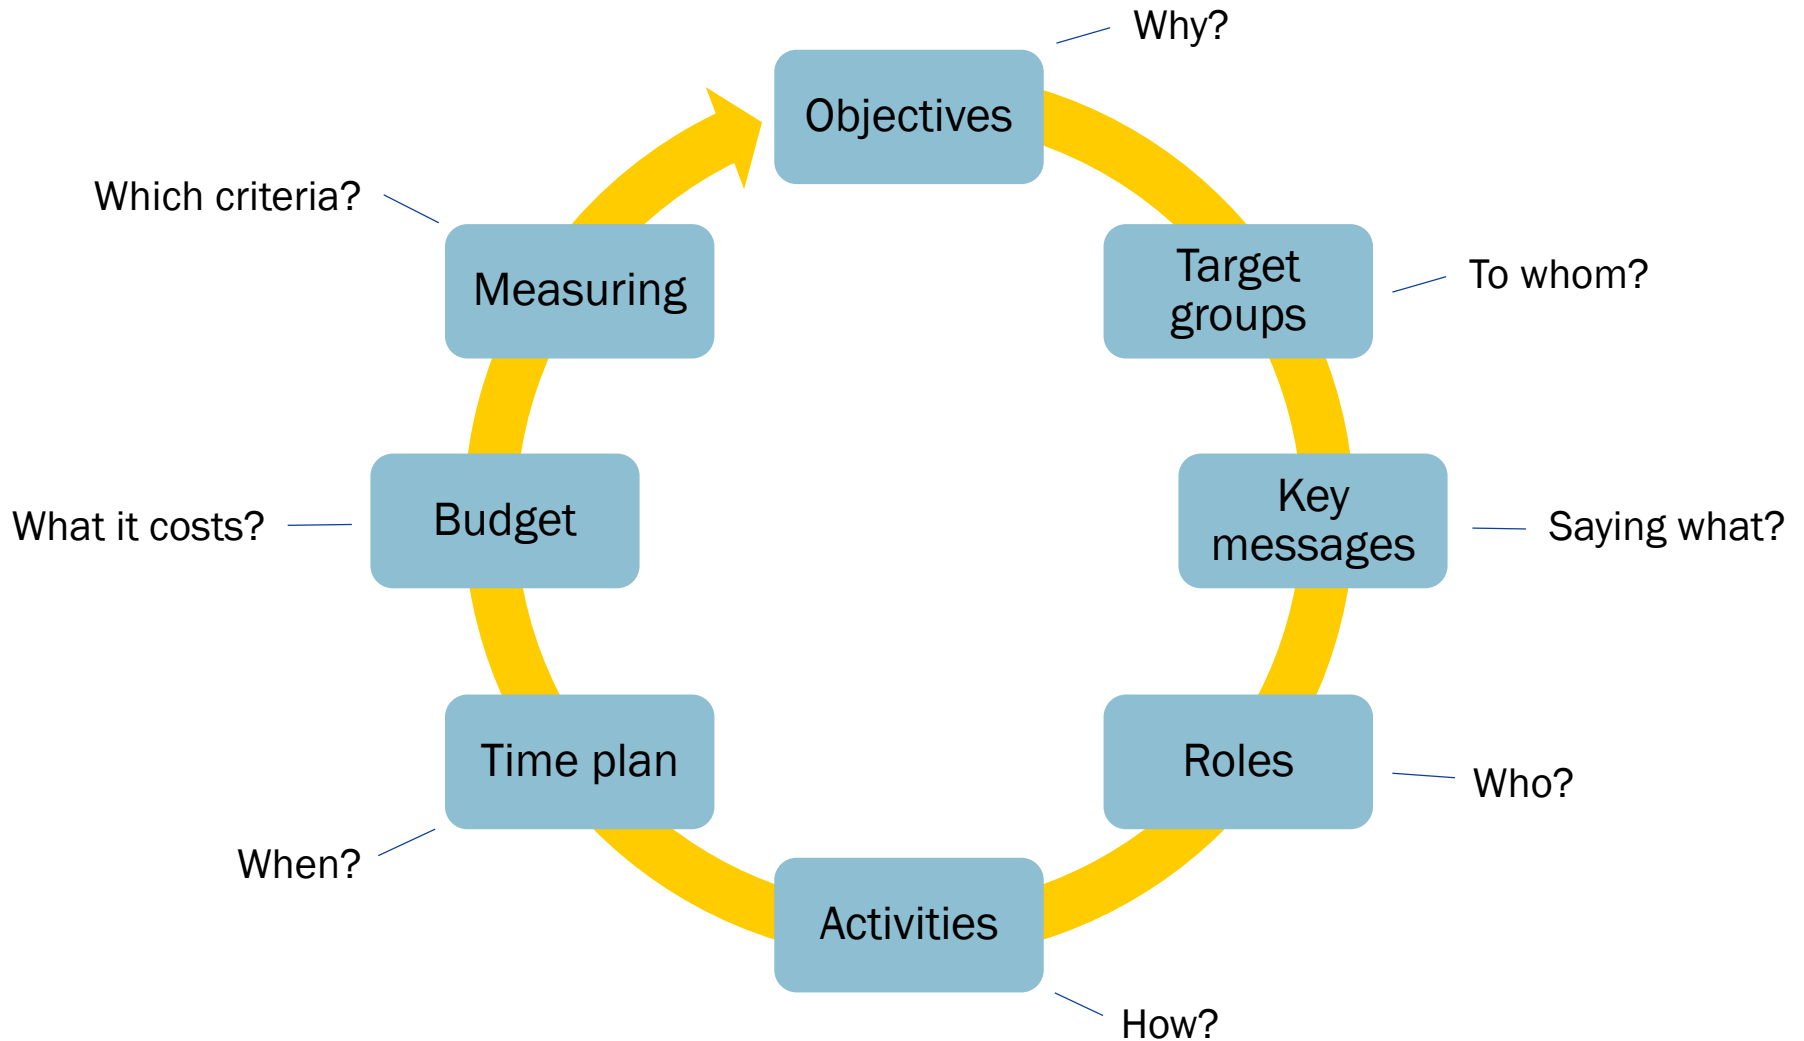 Why?
Objectives
Which criteria?
Measuring
Target
groups
To whom?
What it costs?
Budget
Key
messages
Saying what?
Time plan
Roles
Who?
When?
Activities
How?